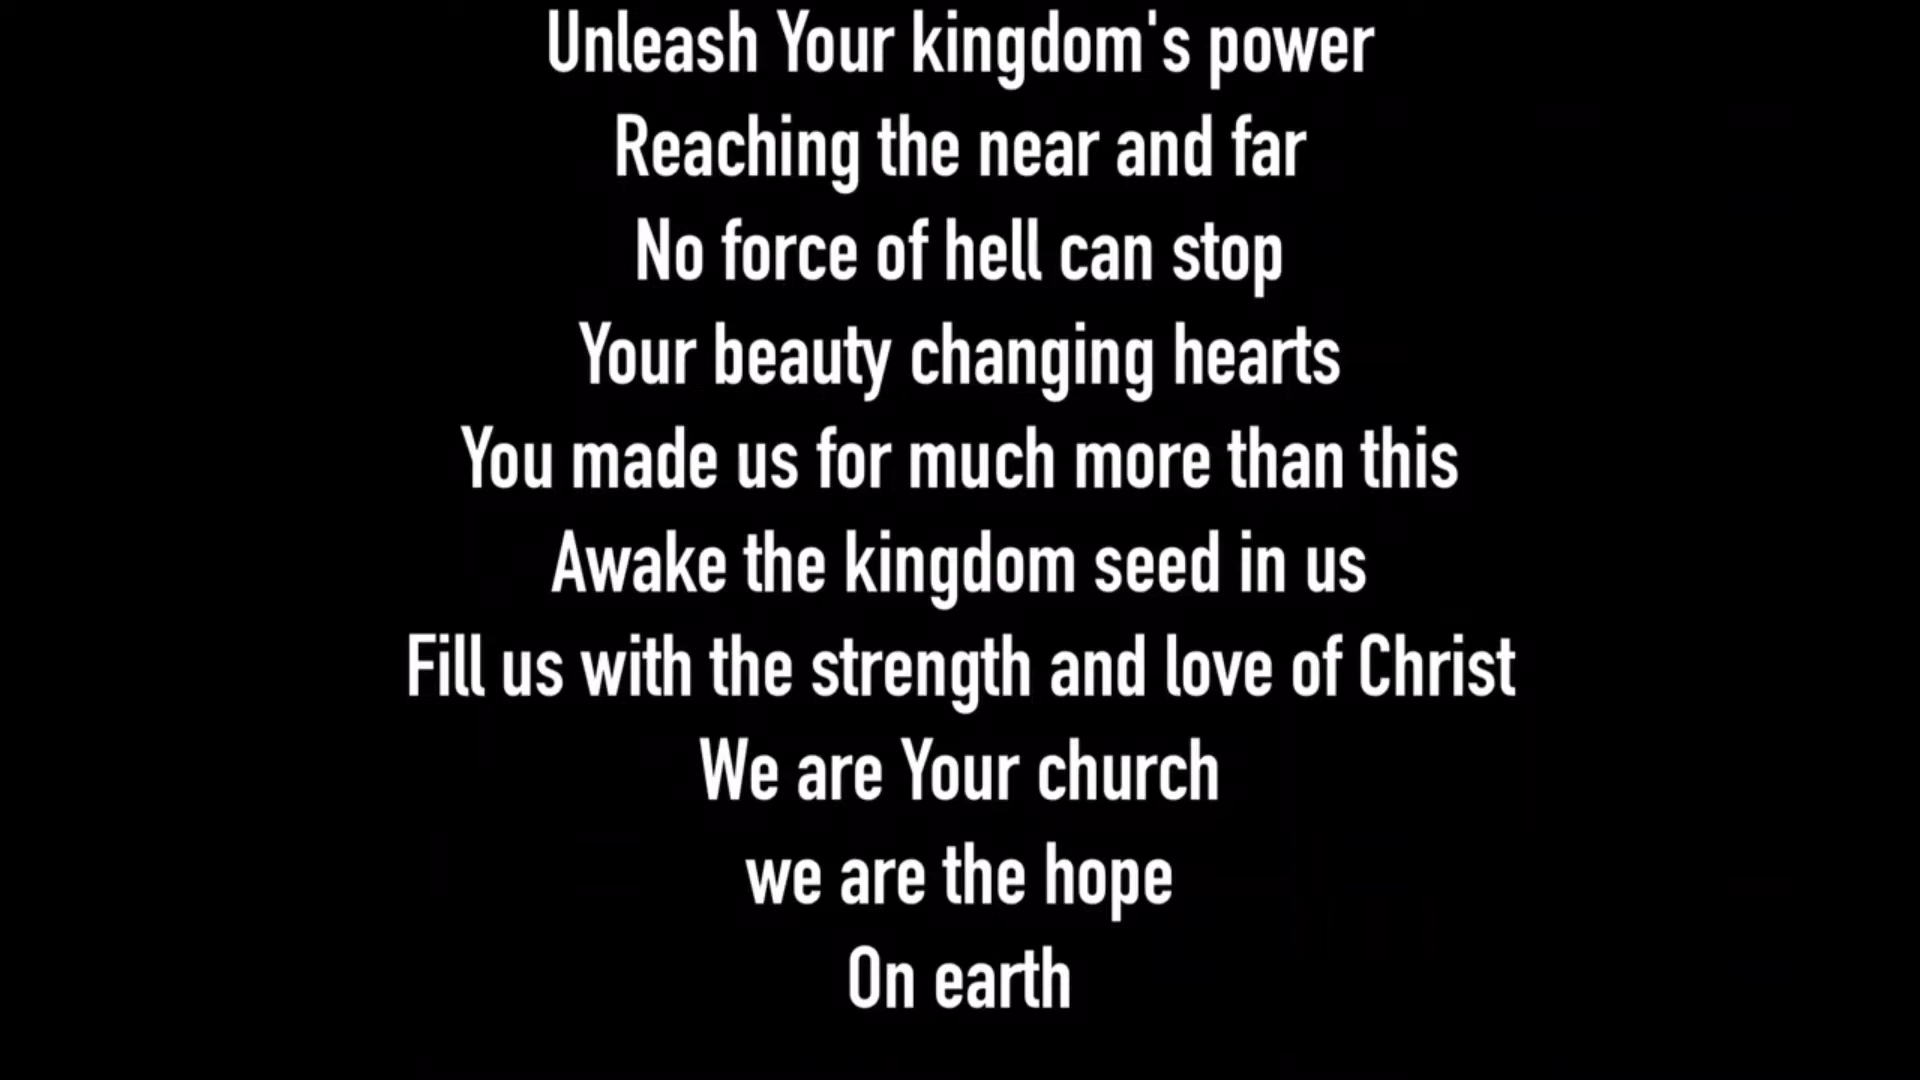 Unleash Your kingdom's power
Reaching the near and far
No force of hell can stop
Your beauty changing hearts
You made us for much more than this
Awake the kingdom seed in us
Fill us with the strength and love of Christ
We are Your church
we are the hope
On earth